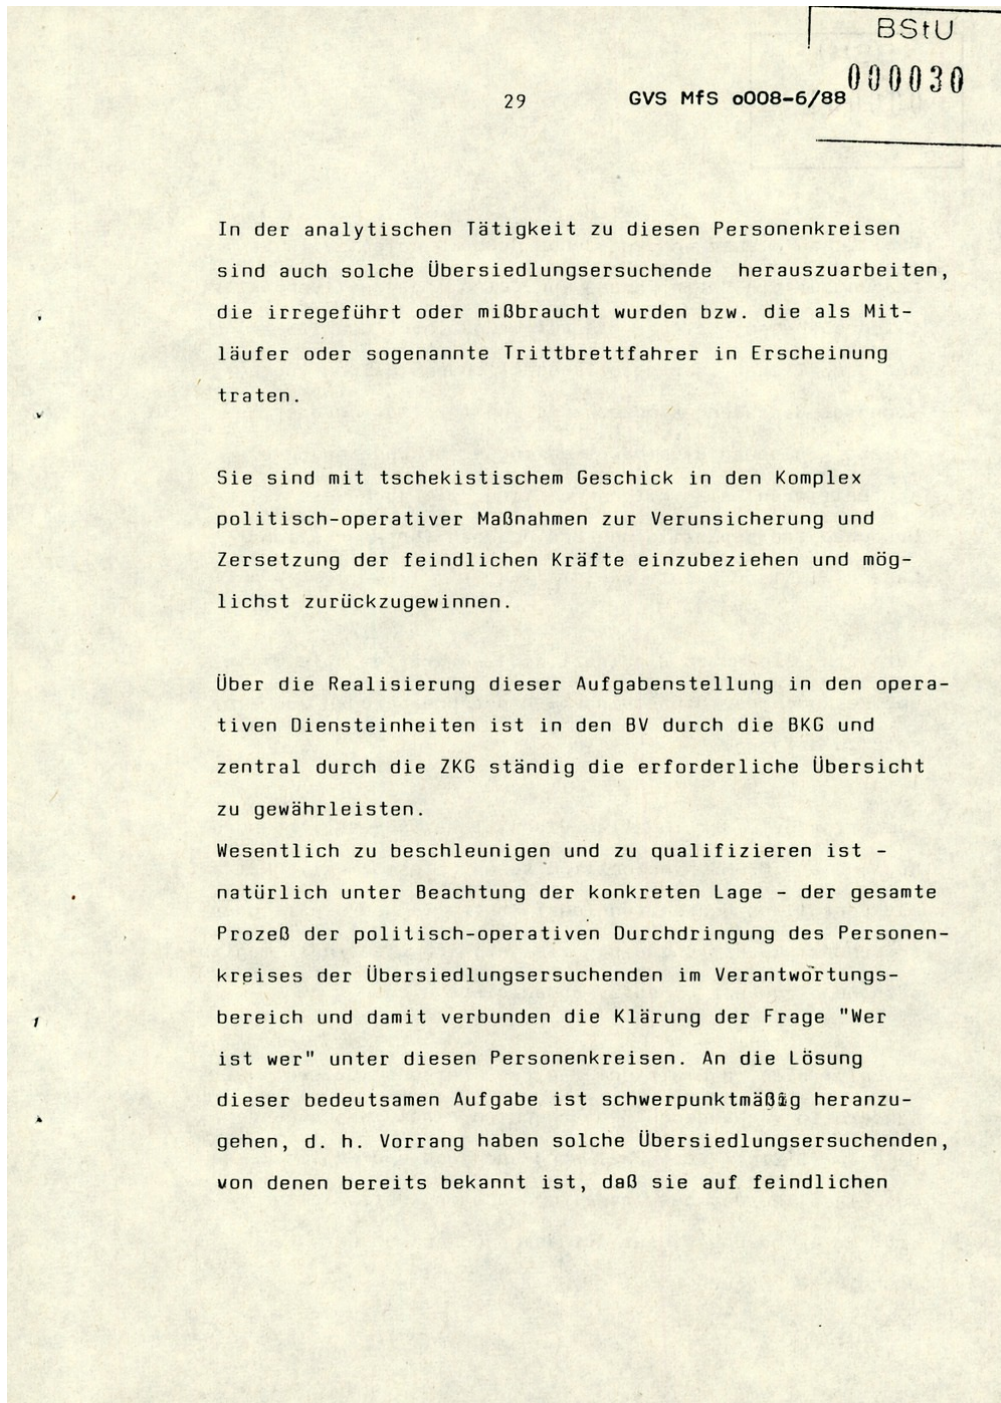 BStU
000030
29 GVS MfS o008-6/88
In der analytischen Tätigkeit zu diesen Personenkreisen
sind auch solche Übersiedlungsersuchende herauszuarbeiten,
die irregeführt oder mißbraucht wurden bzw. die als Mit-
läufer oder sogenannte Trittbrettfahrer in Erscheinung
traten.
Sie sind mit tschekistischem Geschick in den Komplex
politisch-operativer Maßnahmen zur Verunsicherung und
Zersetzung der feindlichen Kräfte einzubeziehen und mög-
lichst zurückzugewinnen.
Über die Realisierung dieser Aufgabenstellung in den opera-
tiven Diensteinheiten ist in den BV durch die BKG und
zentral durch die ZKG ständig die erforderliche Übersicht
zu gewährleisten.
Wesentlich zu beschleunigen und zu qualifizieren ist -
natürlich unter Beachtung der konkreten Lage - der gesamte
Prozeß der politisch-operativen Durchdringung des Personen-
kreises der Übersiedlungsersuchenden im Verantwortungs-
bereich und damit verbunden die Klärung der Frage "Wer
ist wer" unter diesen Personenkreisen. An die Lösung
dieser bedeutsamen Aufgabe ist schwerpunktmäßig heranzu-
gehen, d. h. Vorrang haben solche Übersiedlungsersuchenden,
von denen bereits bekannt ist, daß sie auf feindlichen